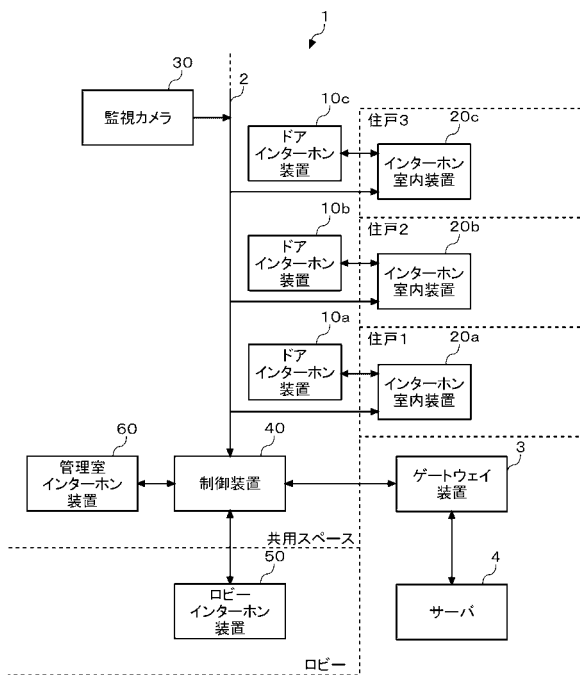 1
30
2
監視カメラ
10c
ドア
インターホン
装置
住戸3
20c
インターホン
室内装置
10b
ドア
インターホン
装置
住戸2
20b
インターホン
室内装置
10a
ドア
インターホン
装置
住戸1
20a
インターホン
室内装置
60
管理室
インターホン
装置
40
制御装置
3
ゲートウェイ
装置
共用スペース
50
ロビー
インターホン
装置
4
サーバ
ロビー